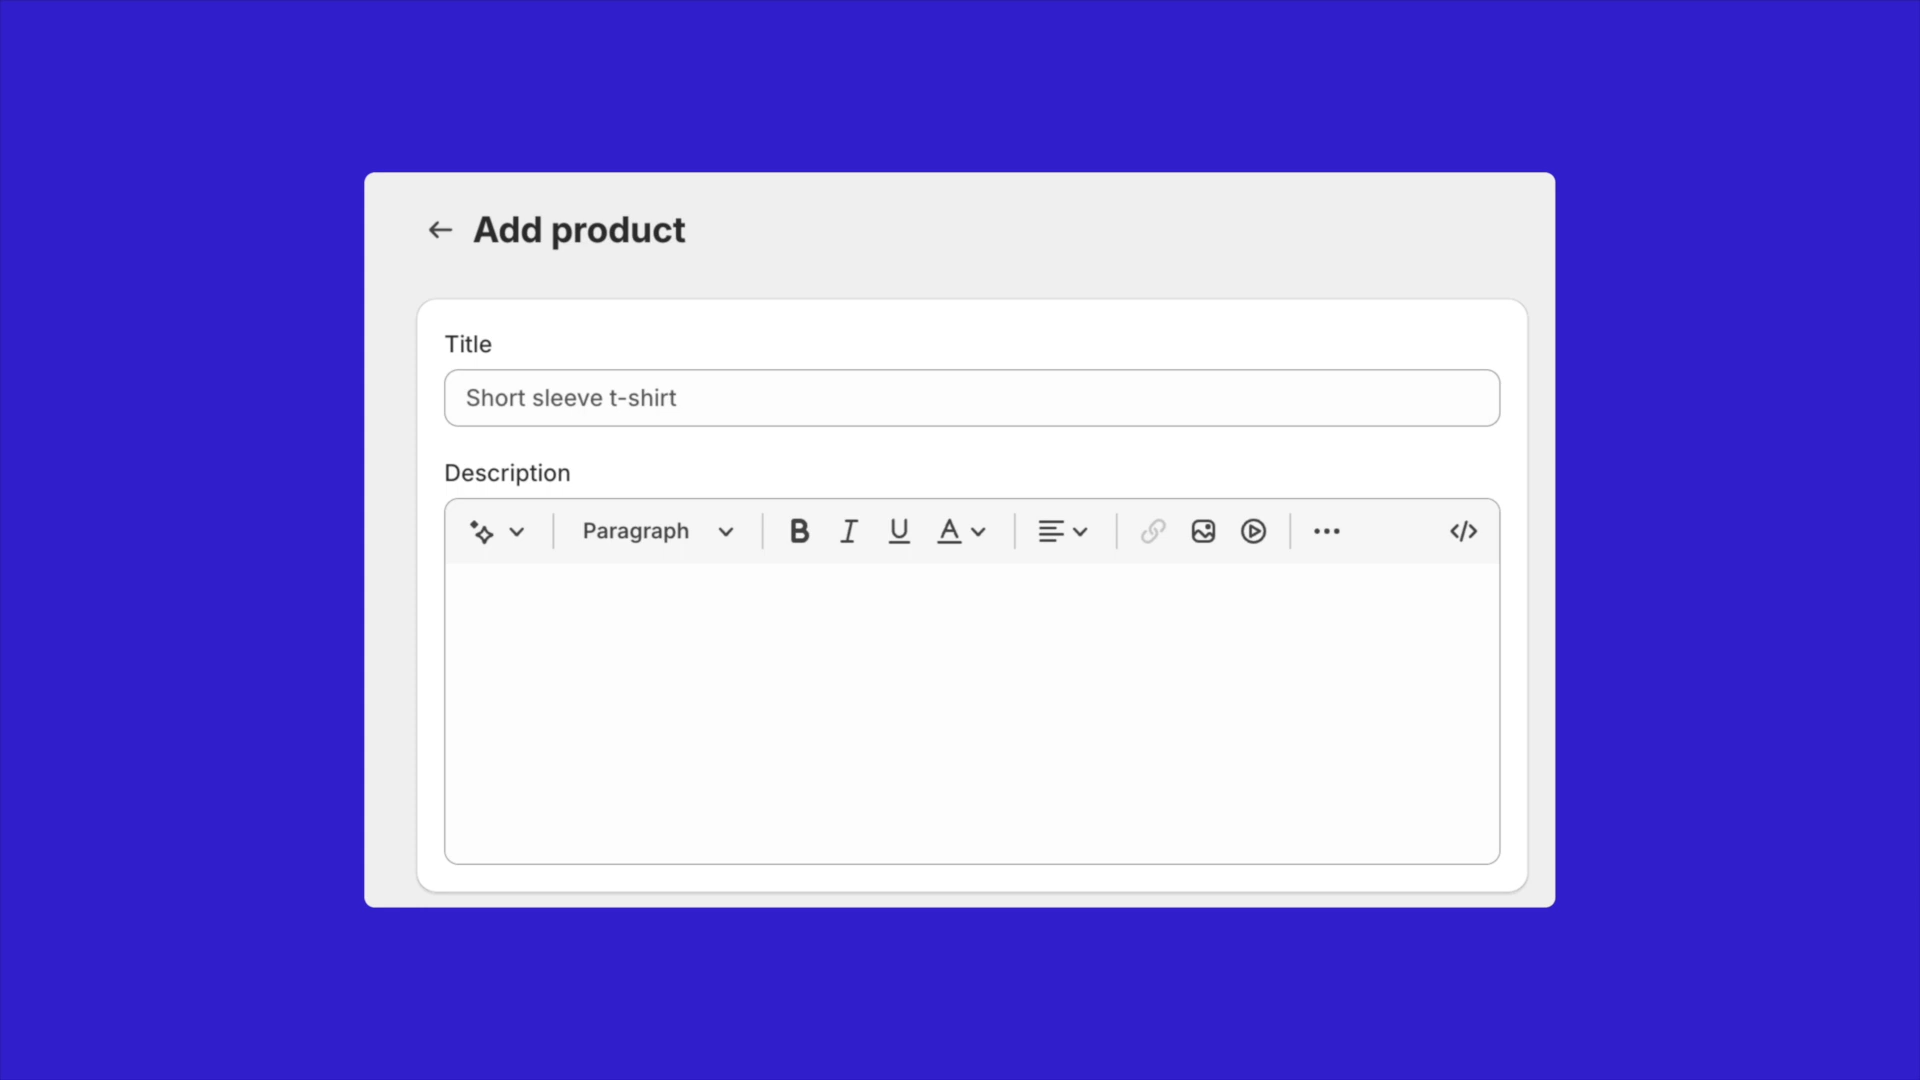 Add product
Title
Short sleeve t-shirt
Description
Paragraph B I U A